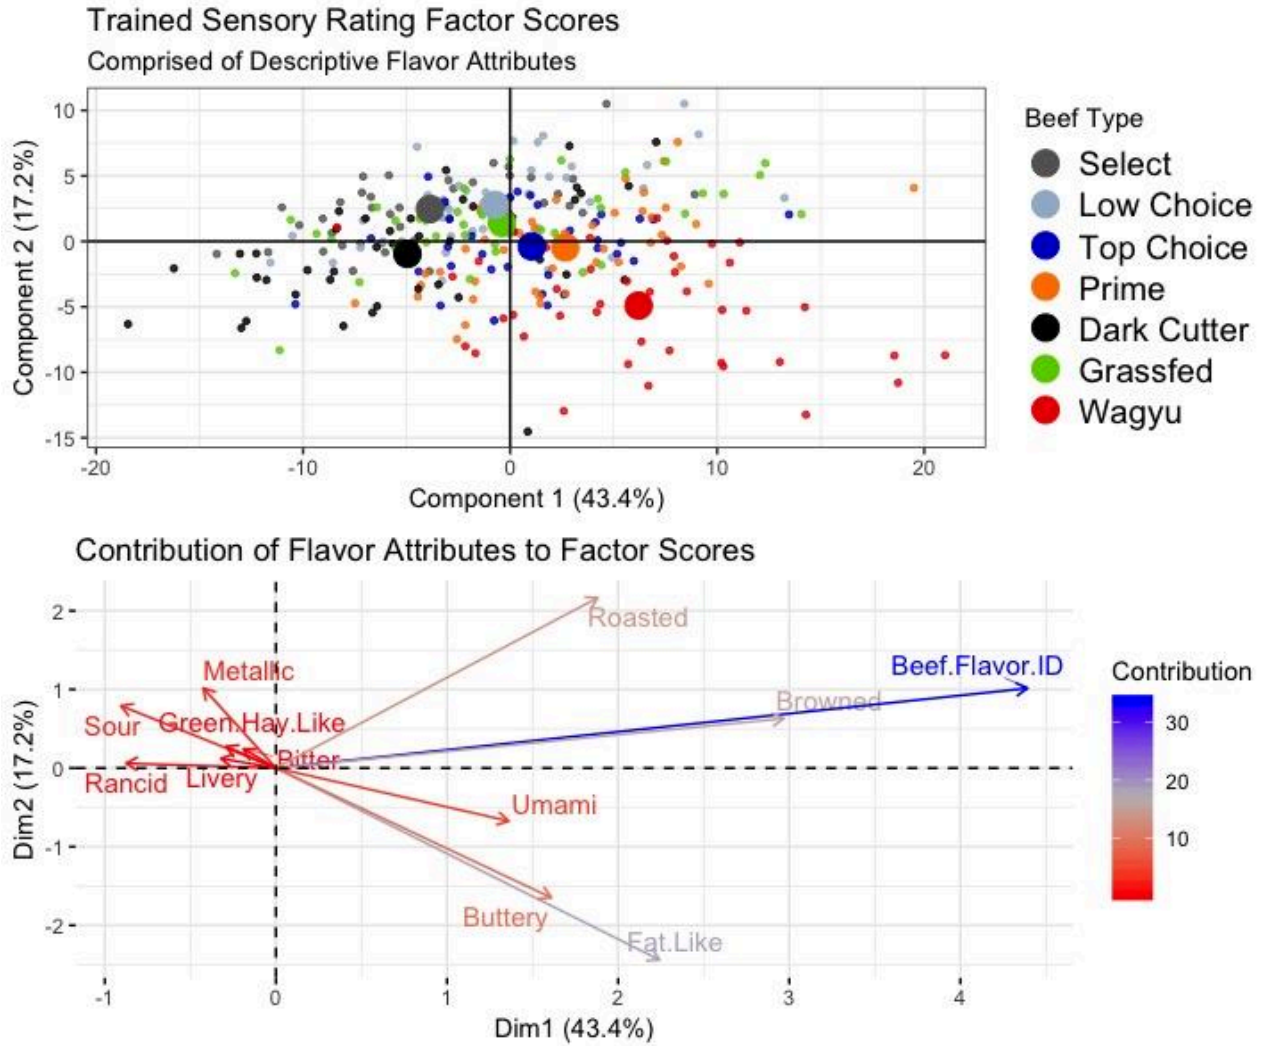 Trained Sensory Rating Factor Scores
Comprised of Descriptive Flavor Attributes
Component 2 (17.2%)
10
5
0
-5
-10
-15
-20
-10
0
10
20
Component 1 (43.4%)
Beef Type
Select
Low Choice
Top Choice
Prime
Dark Cutter
Grassfed
Wagyu
Contribution of Flavor Attributes to Factor Scores
Dim2 (17.2%)
2
1
0
-1
-2
Roasted
Beef.Flavor.ID
Browned
Metallic
Sour
Green.Hay.Like
Bitter
Rancid
Livery
Umami
Buttery
Fat.Like
-1
0
1
2
3
4
Dim1 (43.4%)
Contribution
30
20
10